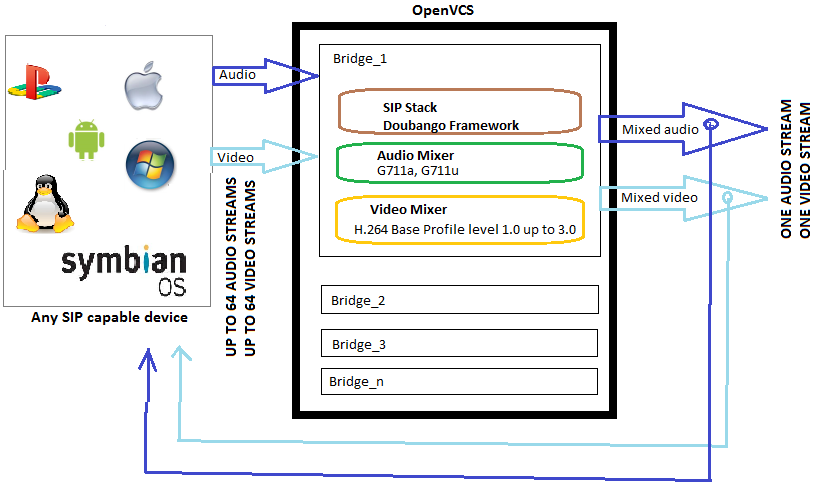 OpenVCS
Audio
Video
symbian
OS
Any SIP capable device
UP TO 64 AUDIO STREAMS
UP TO 64 VIDEO STREAMS
Bridge_1
SIP Stack
Doubango Framework
Audio Mixer
G711a, G711u
Video Mixer
H.264 Base Profile level 1.0 up to 3.0
Bridge_2
Bridge_3
Bridge_n
Mixed audio
Mixed video
ONE AUDIO STREAM
ONE VIDEO STREAM